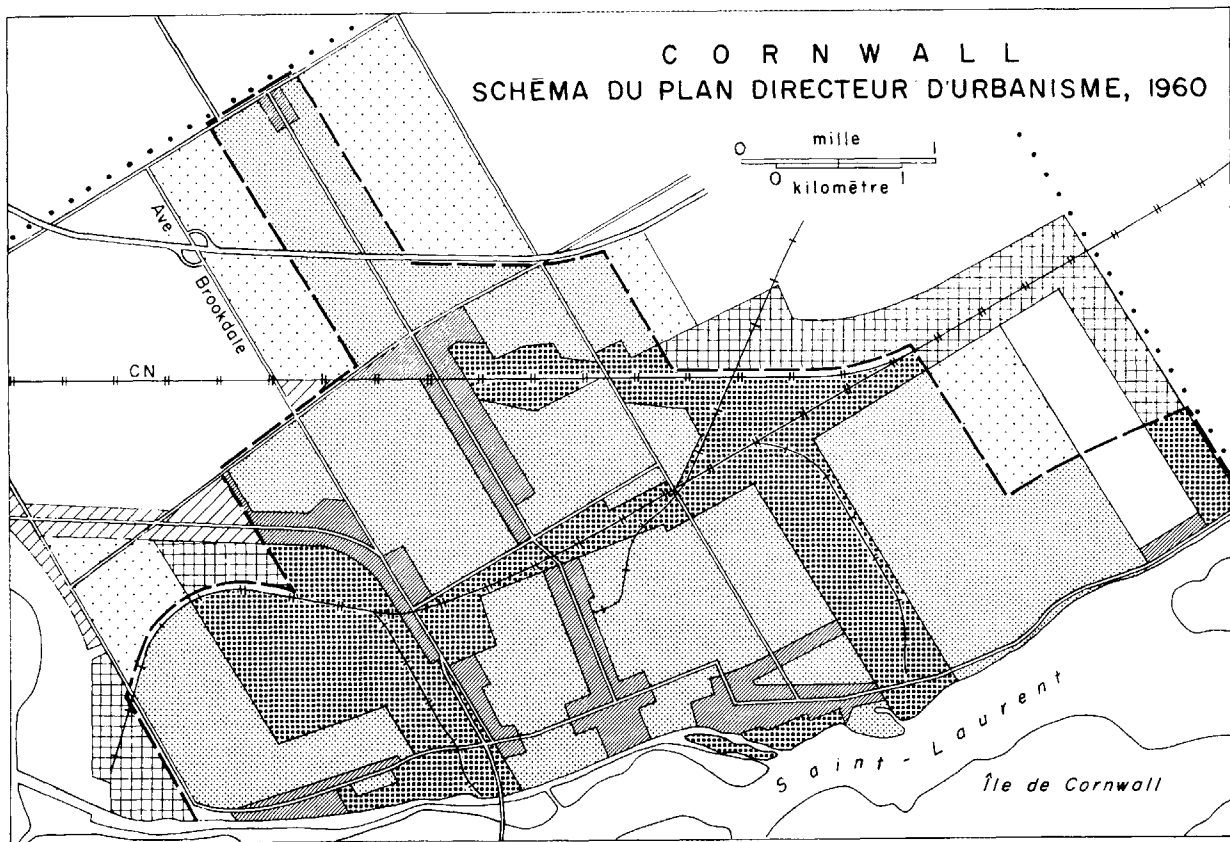 CORNWALL
SCHÉMA DU PLAN DIRECTEUR D'URBANISME, 1960
0 mille 1
0 kilomètre 1
Ave Brookdale
CN
Saint-Laurent
Île de Cornwall